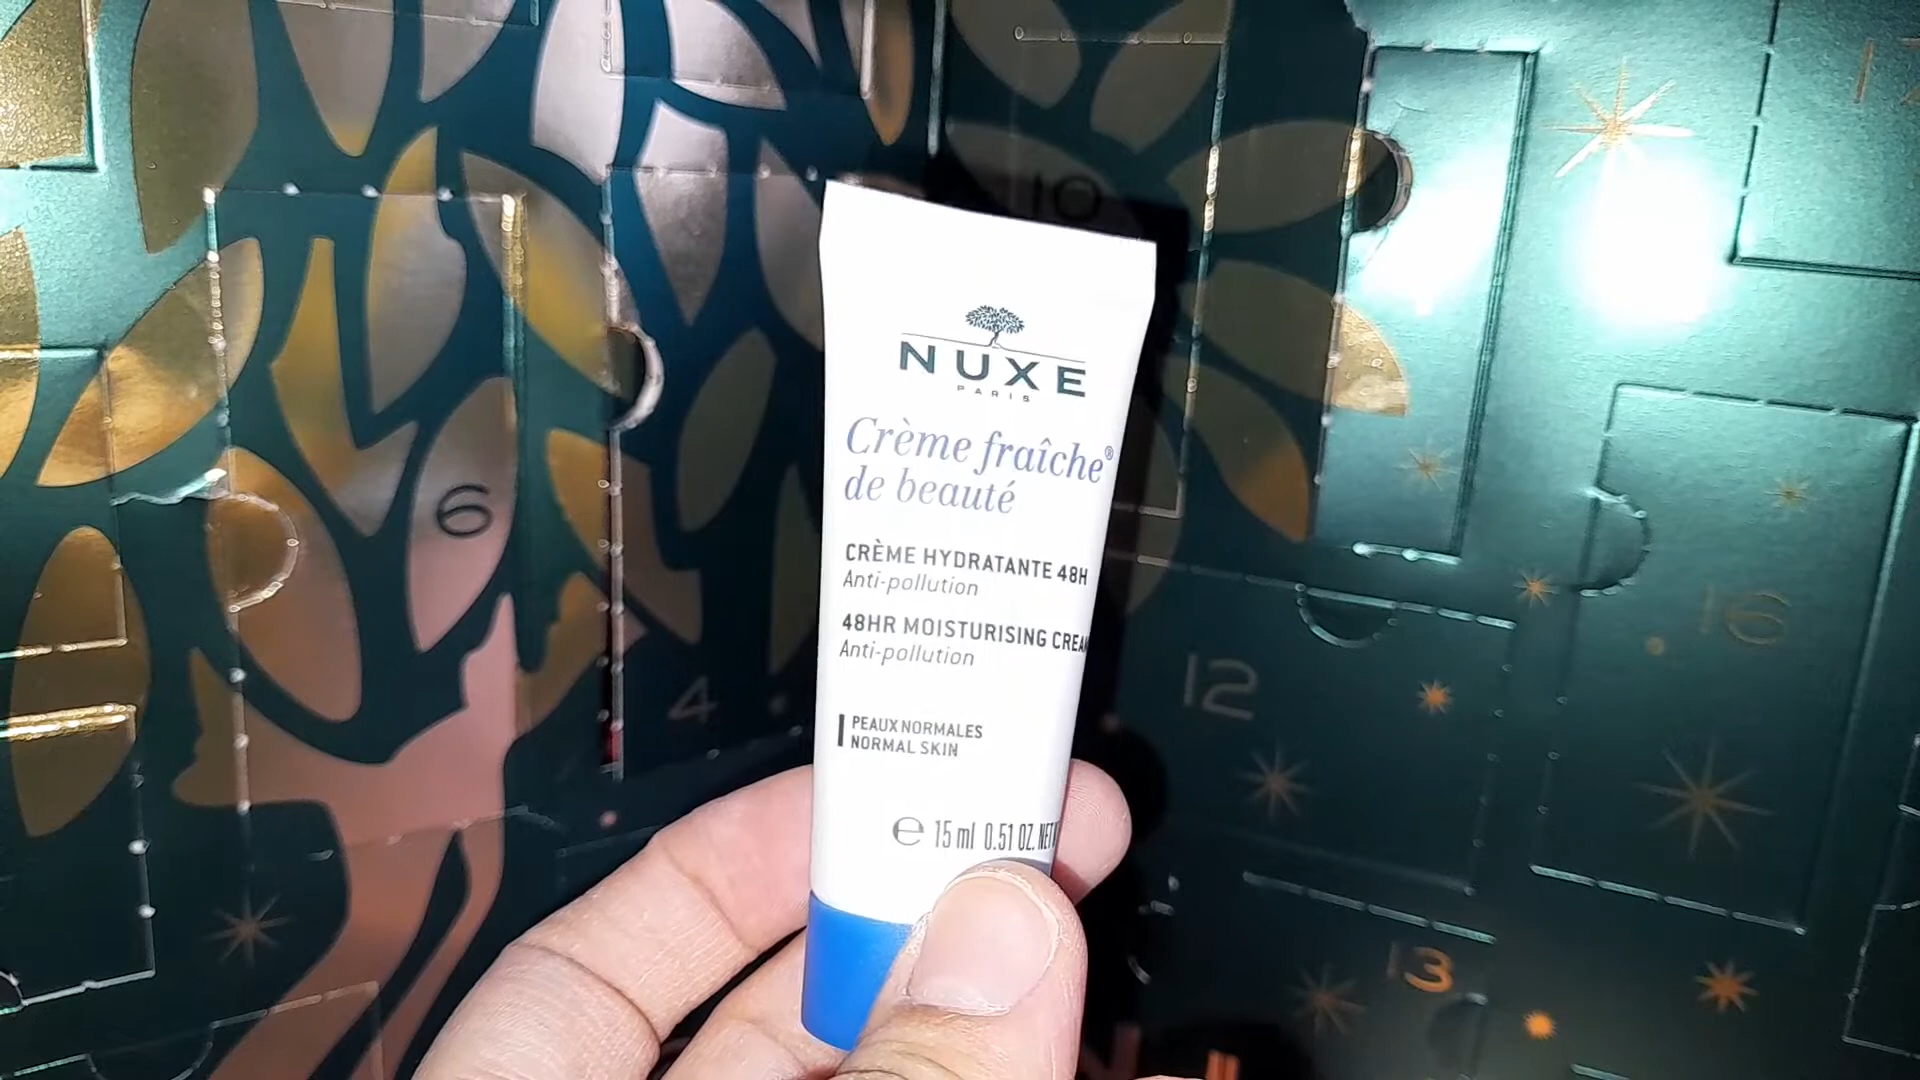 10
NUXE
PARIS
Crème fraîche®
de beauté
CRÈME HYDRATANTE 48H
Anti-pollution
48HR MOISTURISING CREAM
Anti-pollution
PEAUX NORMALES
NORMAL SKIN
℮ 15 ml 0.51 OZ. NET
6
4
12
16
13